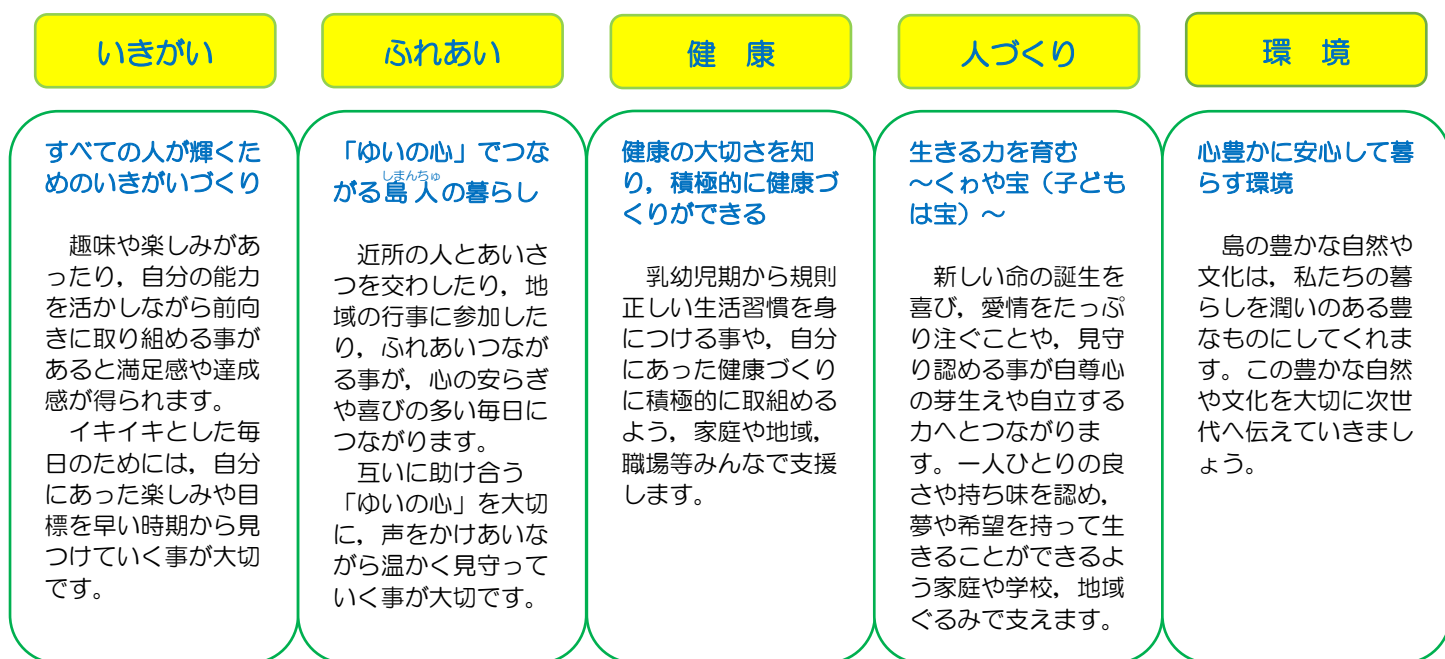 いきがい
すべての人が輝くた
めのいきがいづくり
趣味や楽しみがあ
ったり，自分の能力
を活かしながら前向
きに取り組める事が
あると満足感や達成
感が得られます。
イキイキとした毎
日のためには，自分
にあった楽しみや目
標を早い時期から見
つけていく事が大切
です。
ふれあい
「ゆいの心」でつな
しまんちゅ
がる島人の暮らし
近所の人とあいさ
つを交わしたり，地
域の行事に参加した
り，ふれあいつなが
る事が，心の安らぎ
や喜びの多い毎日に
つながります。
互いに助け合う
「ゆいの心」を大切
に，声をかけあいな
がら温かく見守って
いく事が大切です。
健　康
健康の大切さを知
り，積極的に健康づ
くりができる
乳幼児期から規則
正しい生活習慣を身
につける事や，自分
にあった健康づくり
に積極的に取組める
よう，家庭や地域，
職場等みんなで支援
します。
人づくり
生きる力を育む
～くゎや宝（子ども
は宝）～
新しい命の誕生を
喜び，愛情をたっぷ
り注ぐことや，見守
り認める事が自尊心
の芽生えや自立する
力へとつながりま
す。一人ひとりの良
さや持ち味を認め，
夢や希望を持って生
きることができるよ
う家庭や学校，地域
ぐるみで支えます。
環　境
心豊かに安心して暮
らす環境
島の豊かな自然や
文化は，私たちの暮
らしを潤いのある豊
なものにしてくれま
す。この豊かな自然
や文化を大切に次世
代へ伝えていきまし
ょう。